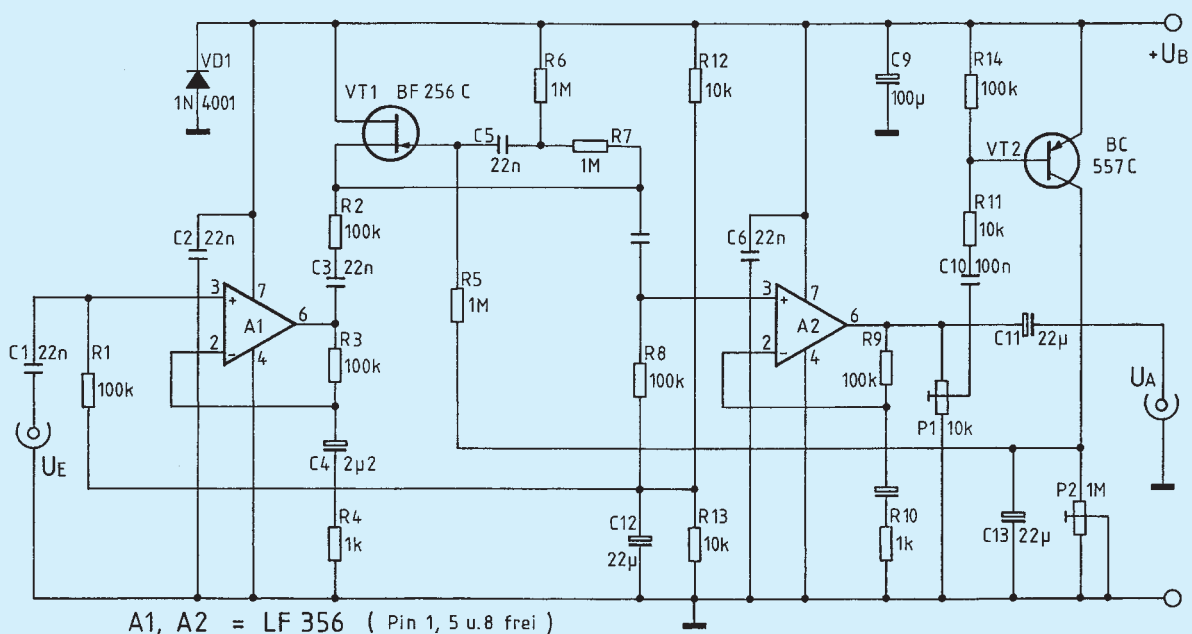 +UB
VD1
1N 4001
VT1 BF 256 C
R6
1M
R12
10k
C9
100µ
R14
100k
C5
22n
R7
1M
VT2
BC
557C
R2
100k
C2 22n
C3 22n
R5
1M
C6 22n
R11
10k
C10 100n
3
+
7
A1
6
2
-
4
3
+
7
A2
6
2
-
4
C1 22n
R1
100k
R3
100k
R8
100k
R9
100k
C11 22µ
UA
P1 10k
UE
C4 2µ2
R4
1k
C12
22µ
R13
10k
R10
1k
C13 22µ
P2 1M
A1, A2 = LF 356 ( Pin 1, 5 u. 8 frei )